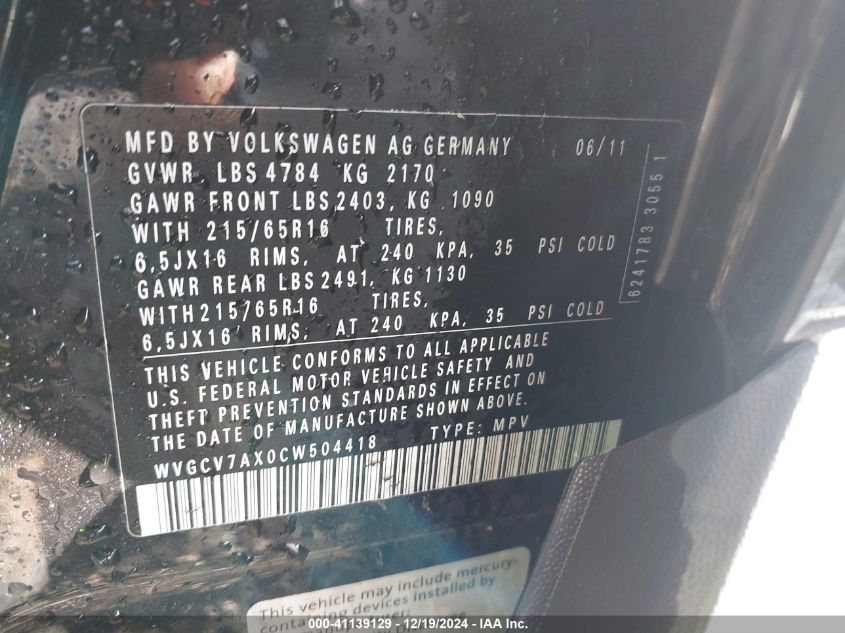 MFD BY VOLKSWAGEN AG GERMANY 06/11
GVWR LBS 4784 KG 2170
GAWR FRONT LBS 2403, KG 1090
WITH 215/65R16 TIRES,
6,5JX16 RIMS, AT 240 KPA, 35 PSI COLD
GAWR REAR LBS 2491, KG 1130
WITH 215/65R16 TIRES,
6,5JX16 RIMS, AT 240 KPA, 35 PSI COLD
THIS VEHICLE CONFORMS TO ALL APPLICABLE
U.S. FEDERAL MOTOR VEHICLE SAFETY AND
THEFT PREVENTION STANDARDS IN EFFECT ON
THE DATE OF MANUFACTURE SHOWN ABOVE.
WVGCV7AX0CW504418 TYPE: MPV
6241783 3055 1
This vehicle may include mercury-
containing devices installed by
000-41139129 - 12/19/2024 - IAA Inc.